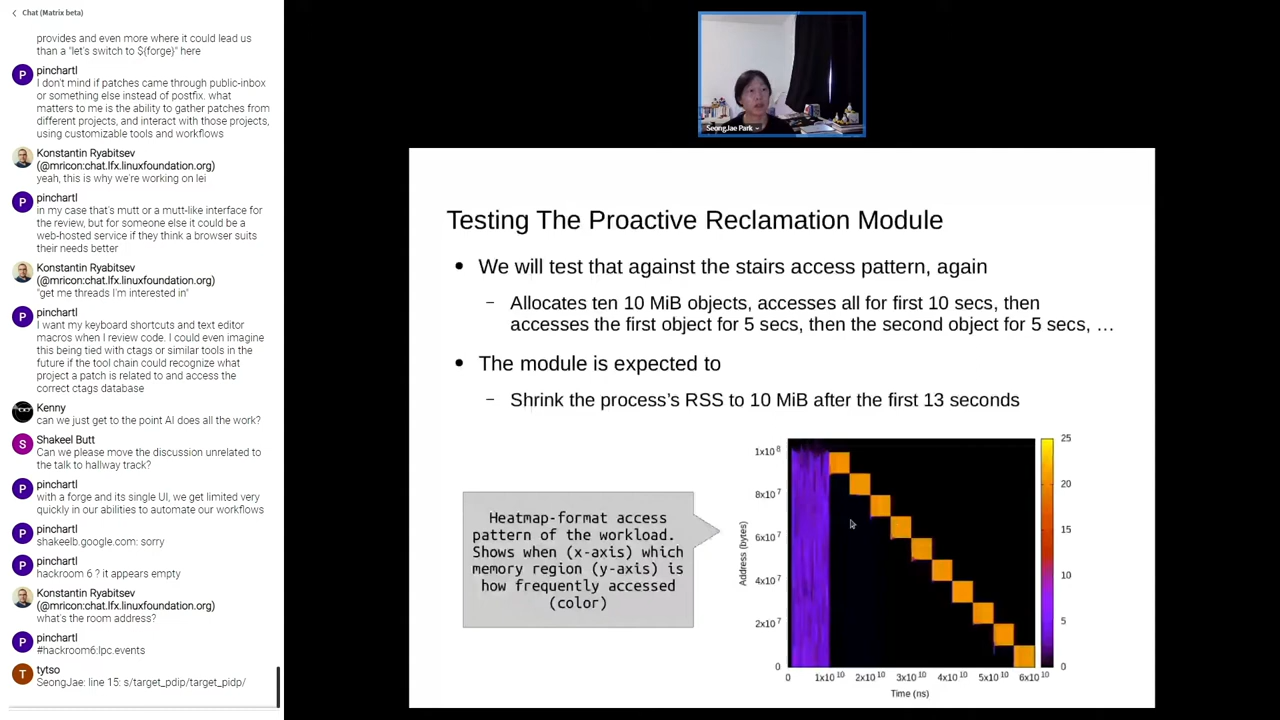 Chat (Matrix beta)
provides and even more where it could lead us
than a "let's switch to ${forge}" here
P
pinchartl
I don't mind if patches came through public-inbox
or something else instead of postfix. what
matters to me is the ability to gather patches from
different projects, and interact with those projects,
using customizable tools and workflows
Konstantin Ryabitsev
(@mricon:chat.lfx.linuxfoundation.org)
yeah, this is why we're working on lei
P
pinchartl
in my case that's mutt or a mutt-like interface for
the review, but for someone else it could be a
web-hosted service if they think a browser suits
their needs better
Konstantin Ryabitsev
(@mricon:chat.lfx.linuxfoundation.org)
"get me threads I'm interested in"
P
pinchartl
I want my keyboard shortcuts and text editor
macros when I review code. I could even imagine
this being tied with ctags or similar tools in the
future if the tool chain could recognize what
project a patch is related to and access the
correct ctags database
Kenny
can we just get to the point AI does all the work?
S
Shakeel Butt
Can we please move the discussion unrelated to
the talk to hallway track?
P
pinchartl
with a forge and its single UI, we get limited very
quickly in our abilities to automate our workflows
P
pinchartl
shakeelb.google.com: sorry
P
pinchartl
hackroom 6 ? it appears empty
Konstantin Ryabitsev
(@mricon:chat.lfx.linuxfoundation.org)
what's the room address?
P
pinchartl
#hackroom6:lpc.events
T
tytso
SeongJae: line 15: s/target_pdip/target_pidp/
SeongJae Park
Testing The Proactive Reclamation Module
• We will test that against the stairs access pattern, again
– Allocates ten 10 MiB objects, accesses all for first 10 secs, then
accesses the first object for 5 secs, then the second object for 5 secs, …
• The module is expected to
– Shrink the process's RSS to 10 MiB after the first 13 seconds
Heatmap-format access
pattern of the workload.
Shows when (x-axis) which
memory region (y-axis) is
how frequently accessed
(color)
Address (bytes)
1x10^8
8x10^7
6x10^7
4x10^7
2x10^7
0
0 1x10^10 2x10^10 3x10^10 4x10^10 5x10^10 6x10^10
Time (ns)
25
20
15
10
5
0